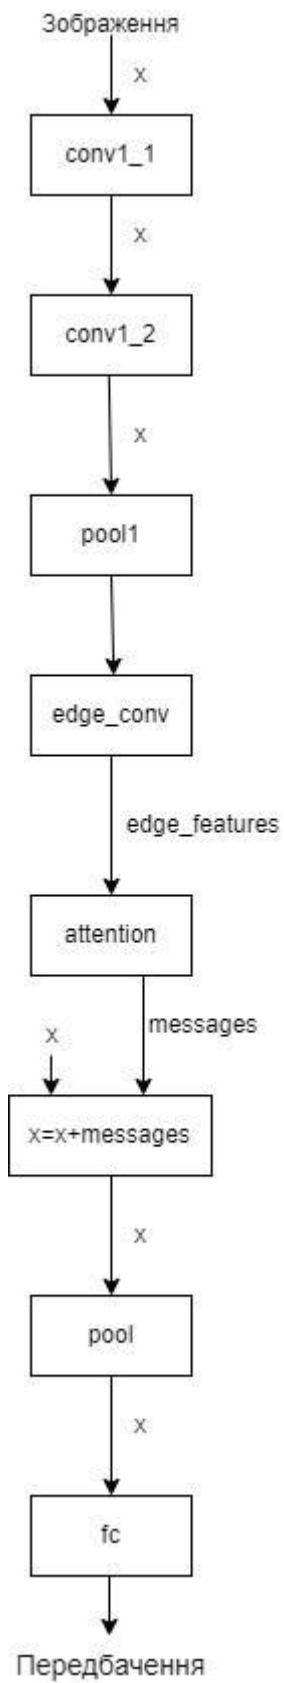 Зображення
x
conv1_1
x
conv1_2
x
pool1
edge_conv
edge_features
attention
messages
x
x=x+messages
x
pool
x
fc
Передбачення